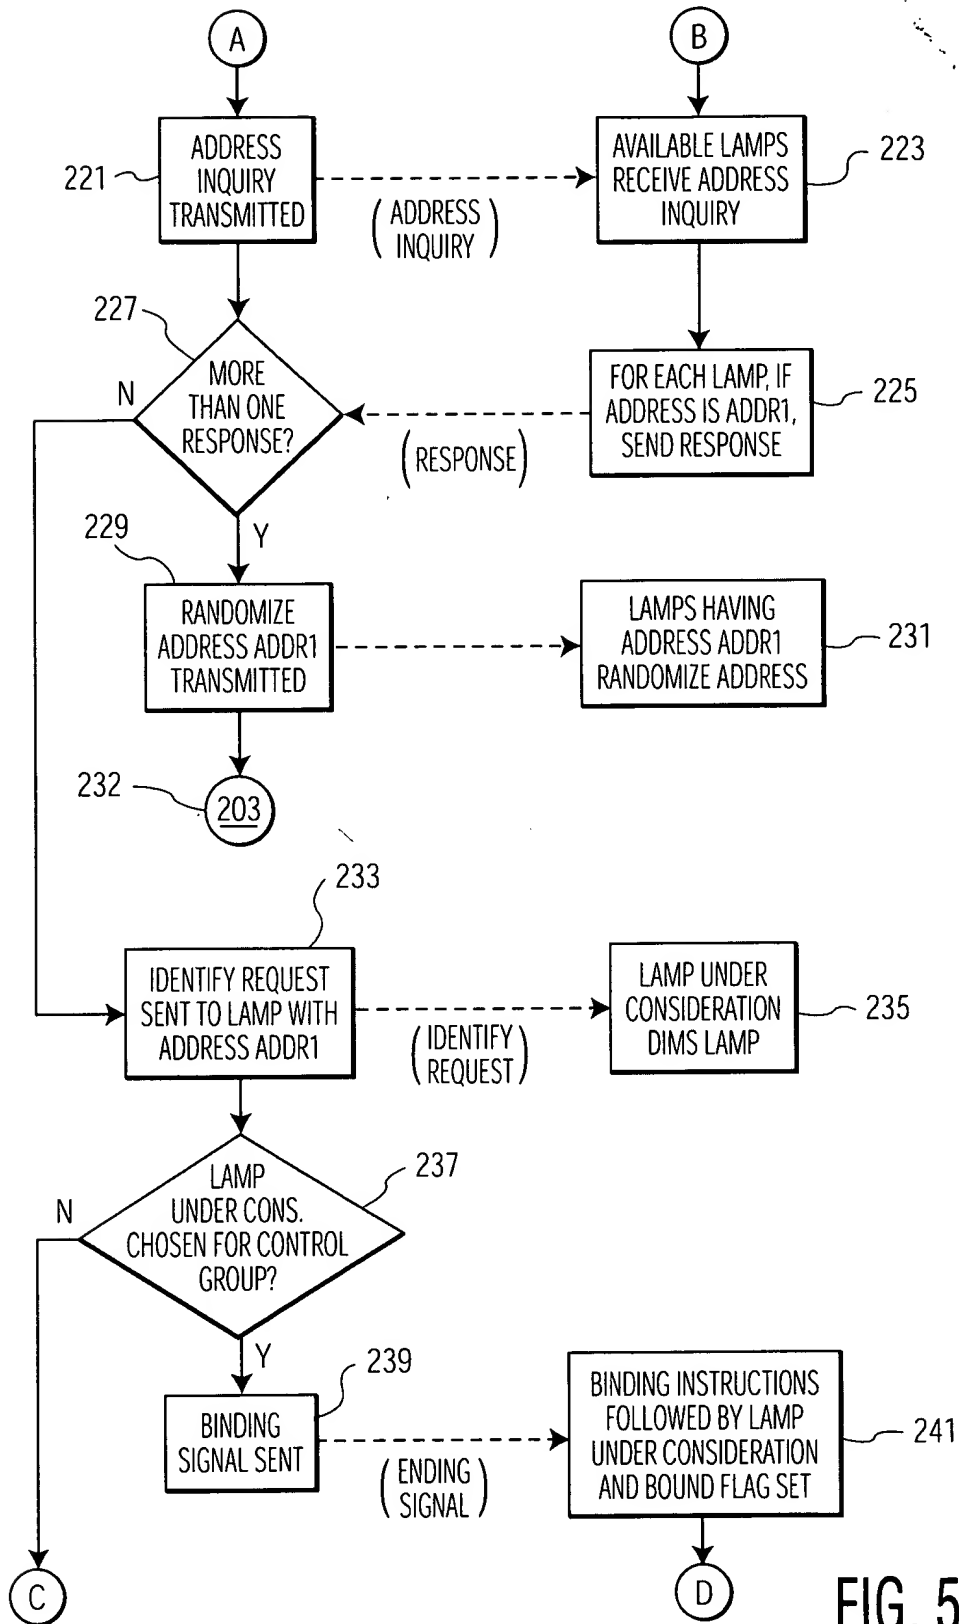 A
B
ADDRESS
INQUIRY
TRANSMITTED
221
AVAILABLE LAMPS
RECEIVE ADDRESS
INQUIRY
223
(ADDRESS
INQUIRY)
227
MORE
THAN ONE
RESPONSE?
N
Y
FOR EACH LAMP, IF
ADDRESS IS ADDR1,
SEND RESPONSE
225
(RESPONSE)
229
RANDOMIZE
ADDRESS ADDR1
TRANSMITTED
LAMPS HAVING
ADDRESS ADDR1
RANDOMIZE ADDRESS
231
232
203
233
IDENTIFY REQUEST
SENT TO LAMP WITH
ADDRESS ADDR1
(IDENTIFY
REQUEST)
LAMP UNDER
CONSIDERATION
DIMS LAMP
235
LAMP
UNDER CONS.
CHOSEN FOR CONTROL
GROUP?
237
N
Y
239
BINDING
SIGNAL SENT
(ENDING
SIGNAL)
BINDING INSTRUCTIONS
FOLLOWED BY LAMP
UNDER CONSIDERATION
AND BOUND FLAG SET
241
C
D
FIG. 5